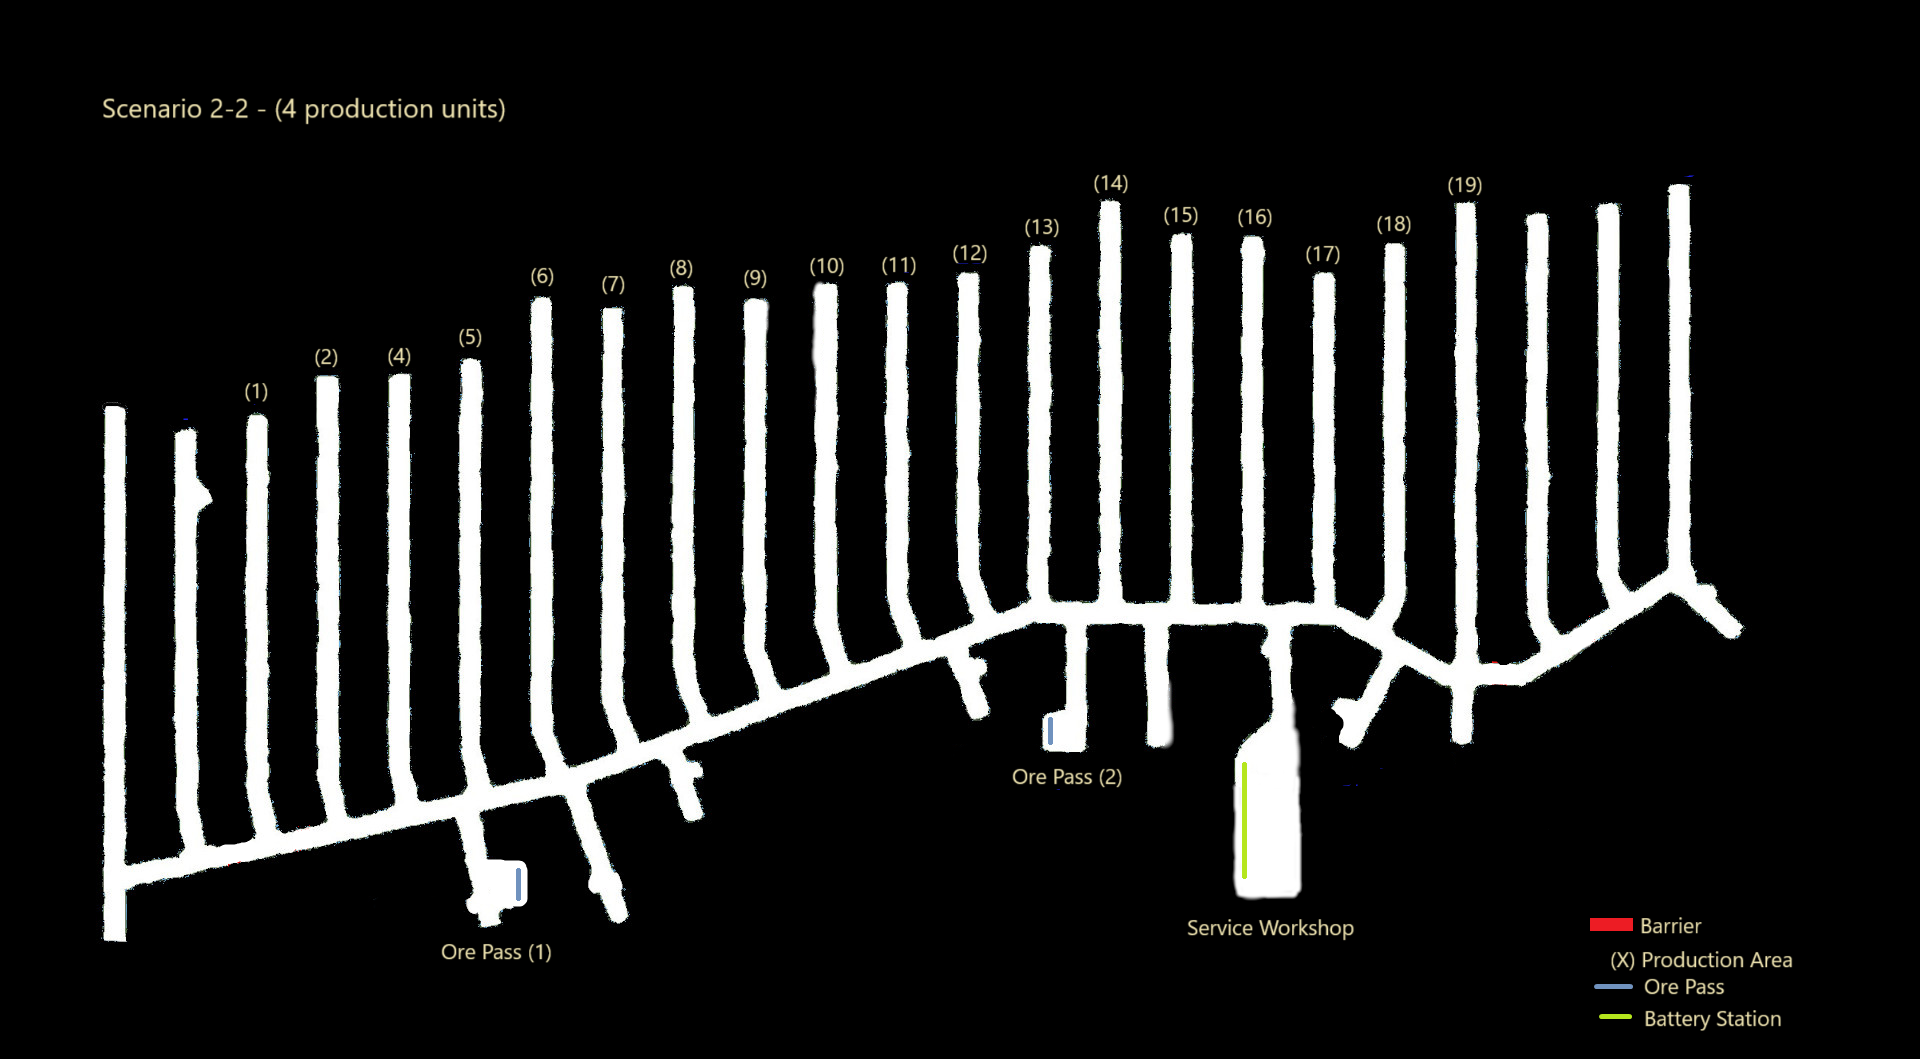 Scenario 2-2 - (4 production units)
(1)
(2)
(4)
(5)
(6)
(7)
(8)
(9)
(10)
(11)
(12)
(13)
(14)
(15)
(16)
(17)
(18)
(19)
Ore Pass (1)
Ore Pass (2)
Service Workshop
Barrier
(X) Production Area
Ore Pass
Battery Station